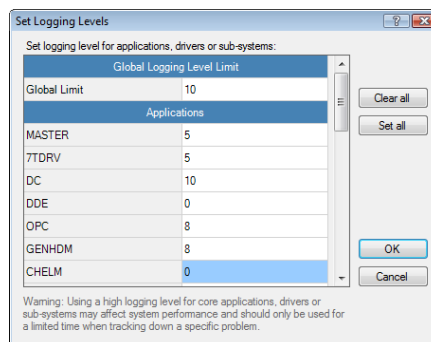 Set Logging Levels
Set logging level for applications, drivers or sub-systems:
Global Logging Level Limit
Global Limit 10
Applications
MASTER 5
7TDRV 5
DC 10
DDE 0
OPC 8
GENHDM 8
CHELM 0
Clear all
Set all
OK
Cancel
Warning: Using a high logging level for core applications, drivers or
sub-systems may affect system performance and should only be used for
a limited time when tracking down a specific problem.